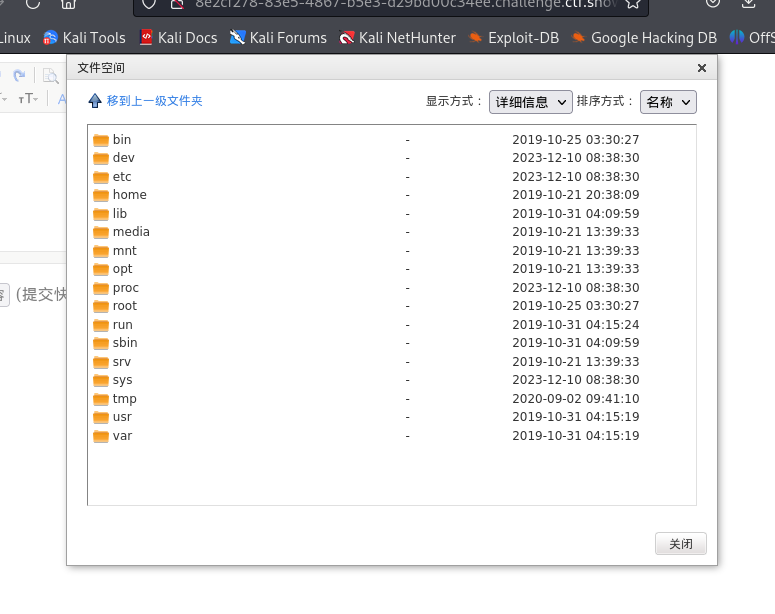 8e2cf278-83e5-4867-b5e3-d29bd00c34ee.challenge.ctf.show
Linux Kali Tools Kali Docs Kali Forums Kali NetHunter Exploit-DB Google Hacking DB OffS
文件空间
移到上一级文件夹 显示方式： 详细信息 排序方式： 名称
bin - 2019-10-25 03:30:27
dev - 2023-12-10 08:38:30
etc - 2023-12-10 08:38:30
home - 2019-10-21 20:38:09
lib - 2019-10-31 04:09:59
media - 2019-10-21 13:39:33
mnt - 2019-10-21 13:39:33
opt - 2019-10-21 13:39:33
proc - 2023-12-10 08:38:30
root - 2019-10-25 03:30:27
run - 2019-10-31 04:15:24
sbin - 2019-10-31 04:09:59
srv - 2019-10-21 13:39:33
sys - 2023-12-10 08:38:30
tmp - 2020-09-02 09:41:10
usr - 2019-10-31 04:15:19
var - 2019-10-31 04:15:19
(提交快
关闭